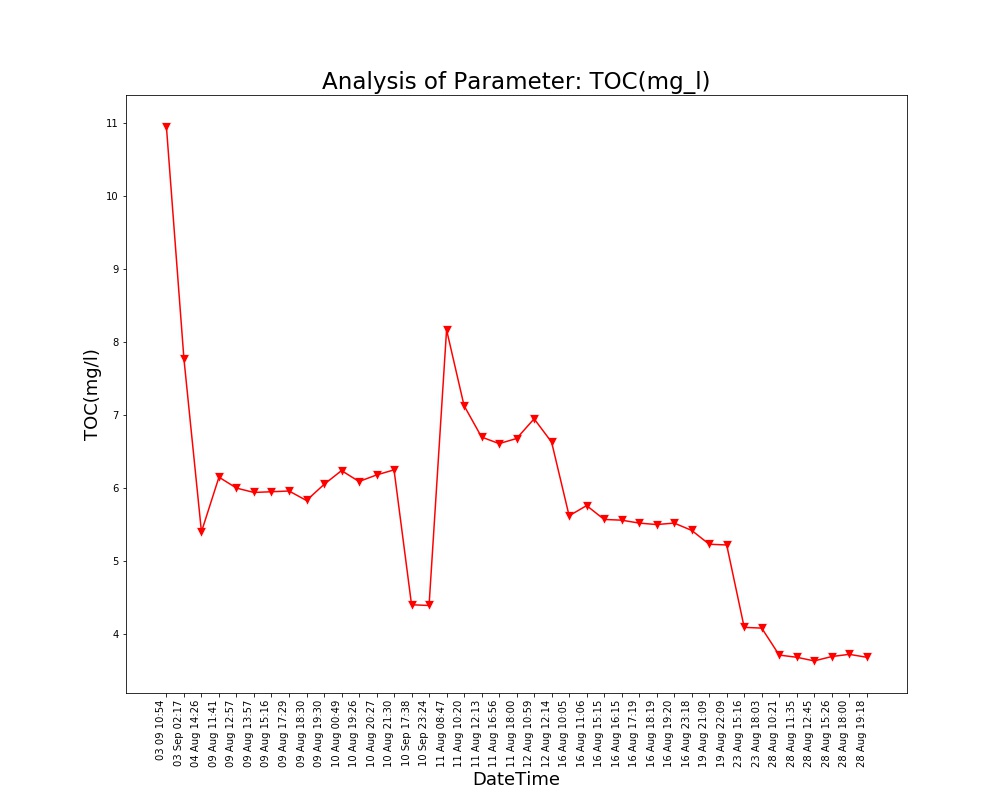 Analysis of Parameter: TOC(mg_l)
TOC(mg/l)
11
10
9
8
7
6
5
4
03 09 10:54
03 Sep 02:17
04 Aug 14:26
09 Aug 11:41
09 Aug 12:57
09 Aug 13:57
09 Aug 15:16
09 Aug 17:29
09 Aug 18:30
09 Aug 19:30
10 Aug 00:49
10 Aug 19:26
10 Aug 20:27
10 Aug 21:30
10 Sep 17:38
10 Sep 23:24
11 Aug 08:47
11 Aug 10:20
11 Aug 12:13
11 Aug 16:56
11 Aug 18:00
12 Aug 10:59
12 Aug 12:14
16 Aug 10:05
16 Aug 11:06
16 Aug 15:15
16 Aug 16:15
16 Aug 17:19
16 Aug 18:19
16 Aug 19:20
16 Aug 23:18
19 Aug 21:09
19 Aug 22:09
23 Aug 15:16
23 Aug 18:03
28 Aug 10:21
28 Aug 11:35
28 Aug 12:45
28 Aug 15:26
28 Aug 18:00
28 Aug 19:18
DateTime